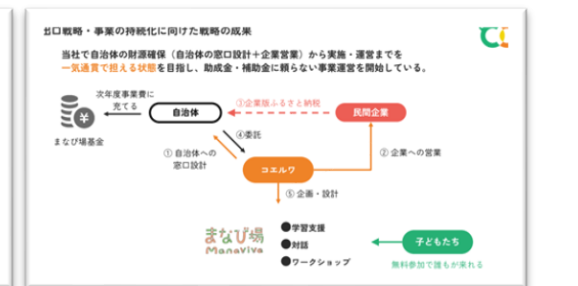 出口戦略・事業の持続化に向けた戦略の成果
当社で自治体の財源確保（自治体の窓口設計＋企業営業）から実施・運営までを
一気通貫で担える状態を目指し、助成金・補助金に頼らない事業運営を開始している。
次年度事業費に
充てる
自治体
③企業版ふるさと納税
民間企業
まなび場基金
④委託
① 自治体への
窓口設計
② 企業への営業
コエルワ
⑤ 企画・設計
まなび場
Manaviva
●学習支援
●対話
●ワークショップ
子どもたち
無料参加で誰もが来れる